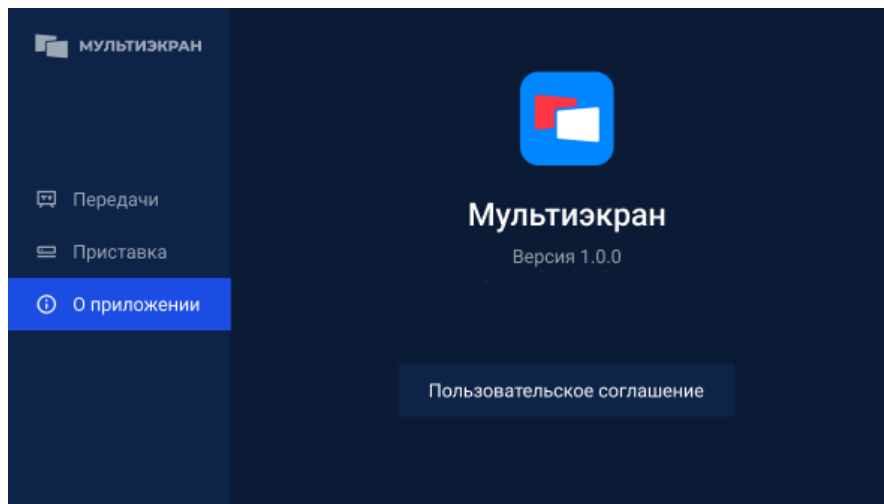 МУЛЬТИЭКРАН
Передачи
Приставка
О приложении
Мультиэкран
Версия 1.0.0
Пользовательское соглашение